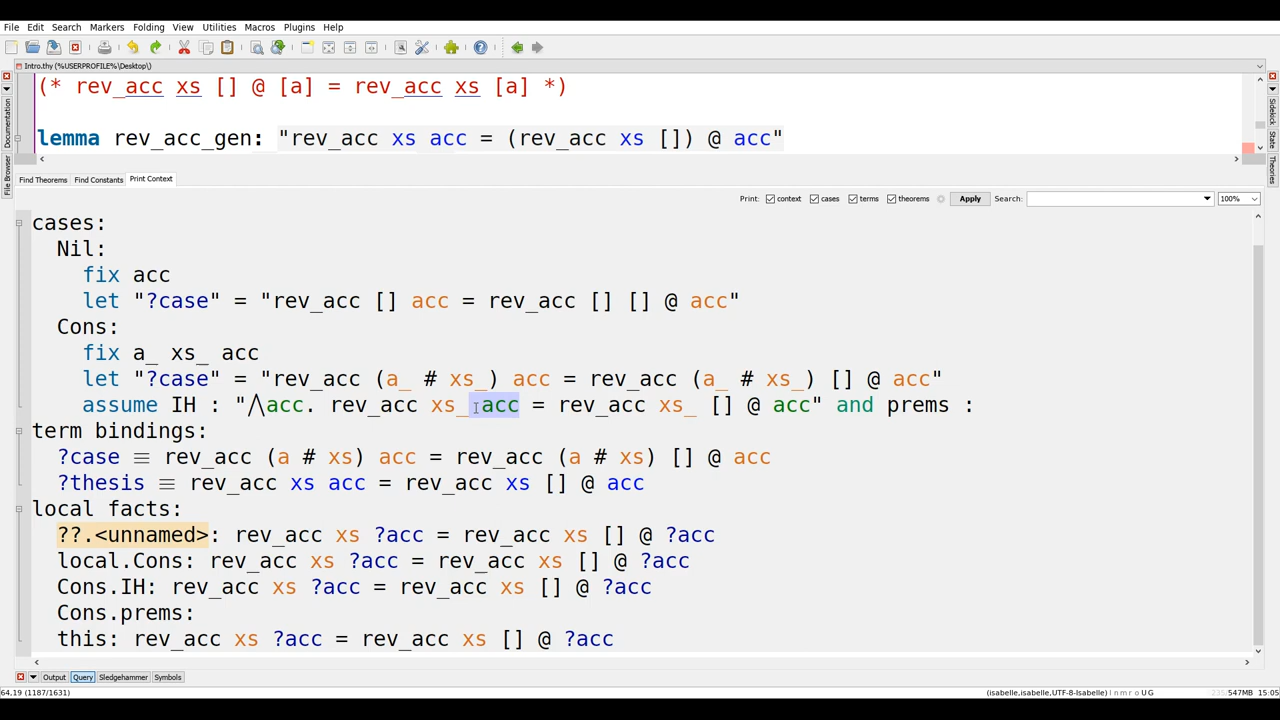 File Edit Search Markers Folding View Utilities Macros Plugins Help
Intro.thy (%USERPROFILE%\Desktop\)
(* rev_acc xs [] @ [a] = rev_acc xs [a] *)
lemma rev_acc_gen: "rev_acc xs acc = (rev_acc xs []) @ acc"
Documentation
File Browser
Sidekick
State
Theories
Find Theorems Find Constants Print Context
Print: context cases terms theorems Apply Search: 100%
cases:
Nil:
fix acc
let "?case" = "rev_acc [] acc = rev_acc [] [] @ acc"
Cons:
fix a_ xs_ acc
let "?case" = "rev_acc (a_ # xs_) acc = rev_acc (a_ # xs_) [] @ acc"
assume IH : "⋀acc. rev_acc xs_ acc = rev_acc xs_ [] @ acc" and prems :
term bindings:
?case ≡ rev_acc (a # xs) acc = rev_acc (a # xs) [] @ acc
?thesis ≡ rev_acc xs acc = rev_acc xs [] @ acc
local facts:
??.<unnamed>: rev_acc xs ?acc = rev_acc xs [] @ ?acc
local.Cons: rev_acc xs ?acc = rev_acc xs [] @ ?acc
Cons.IH: rev_acc xs ?acc = rev_acc xs [] @ ?acc
Cons.prems:
this: rev_acc xs ?acc = rev_acc xs [] @ ?acc
Output Query Sledgehammer Symbols
64,19 (1187/1631) (isabelle,isabelle,UTF-8-Isabelle) l n m r o U G 235/547MB 15:05